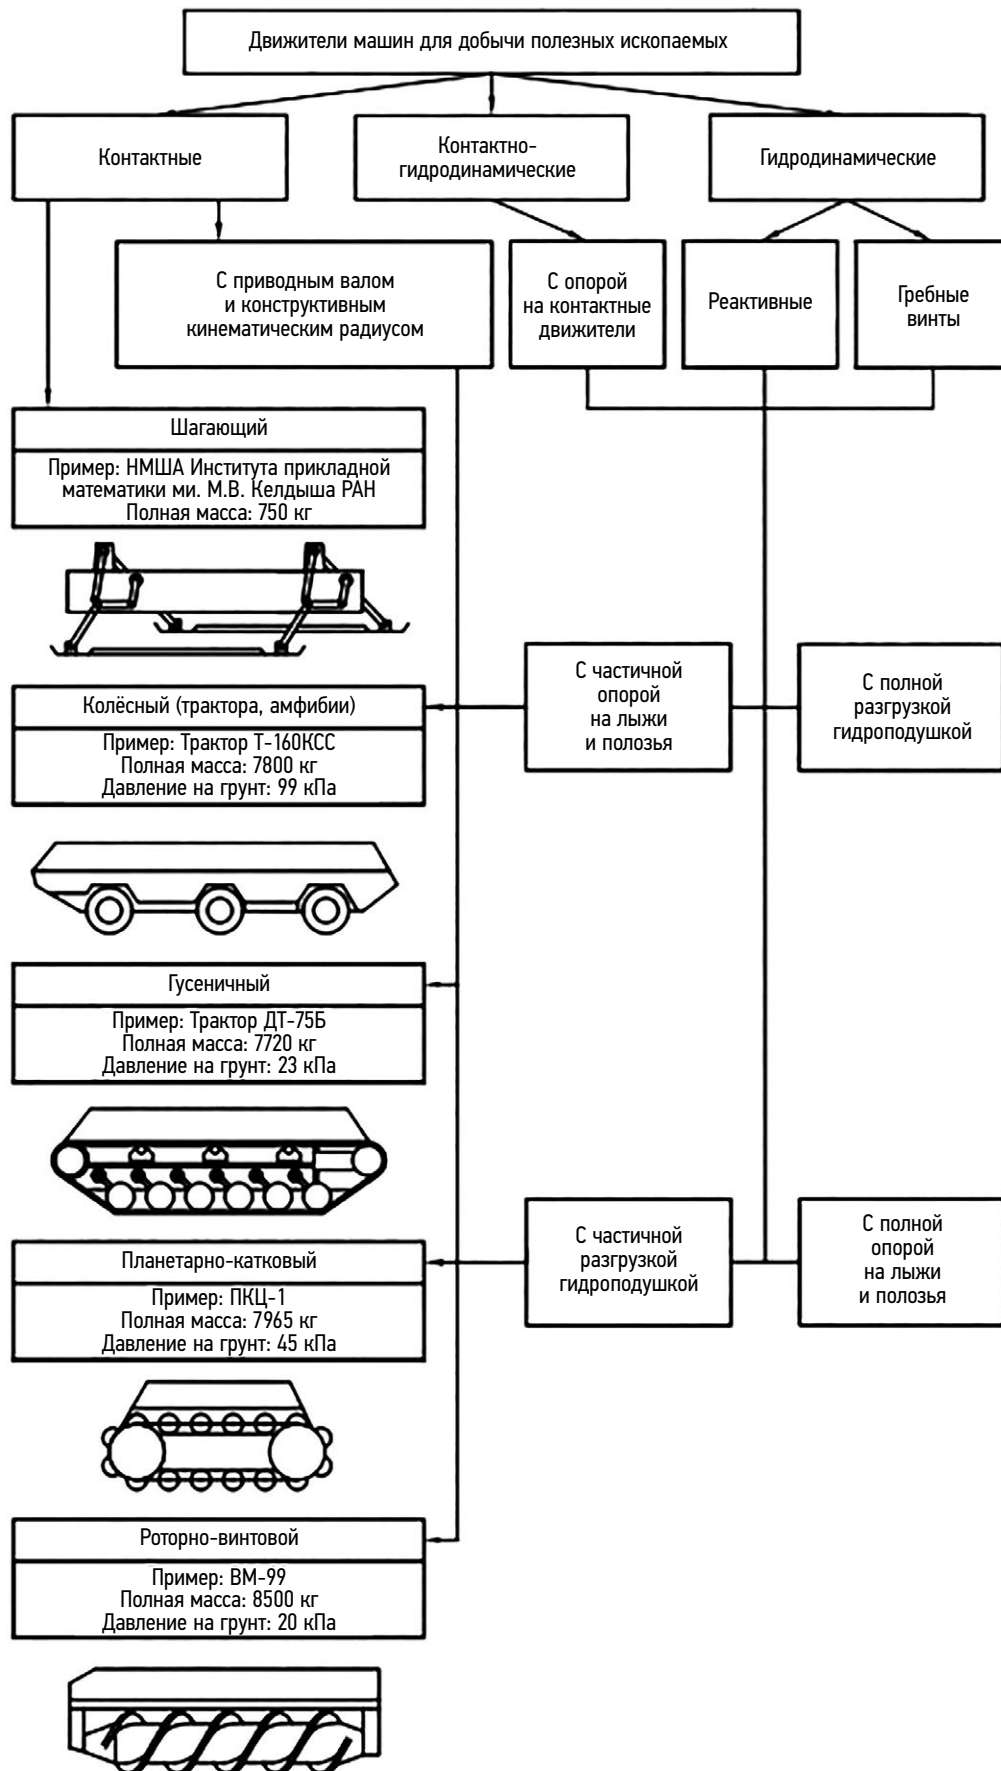 Движители машин для добычи полезных ископаемых
Контактные
Контактно-
гидродинамические
Гидродинамические
С приводным валом
и конструктивным
кинематическим радиусом
С опорой
на контактные
движители
Реактивные
Гребные
винты
Шагающий
Пример: НМША Института прикладной
математики ми. М.В. Келдыша РАН
Полная масса: 750 кг
С частичной
опорой
на лыжи
и полозья
С полной
разгрузкой
гидроподушкой
Колёсный (трактора, амфибии)
Пример: Трактор Т-160КСС
Полная масса: 7800 кг
Давление на грунт: 99 кПа
Гусеничный
Пример: Трактор ДТ-75Б
Полная масса: 7720 кг
Давление на грунт: 23 кПа
С частичной
разгрузкой
гидроподушкой
С полной
опорой
на лыжи
и полозья
Планетарно-катковый
Пример: ПКЦ-1
Полная масса: 7965 кг
Давление на грунт: 45 кПа
Роторно-винтовой
Пример: ВМ-99
Полная масса: 8500 кг
Давление на грунт: 20 кПа